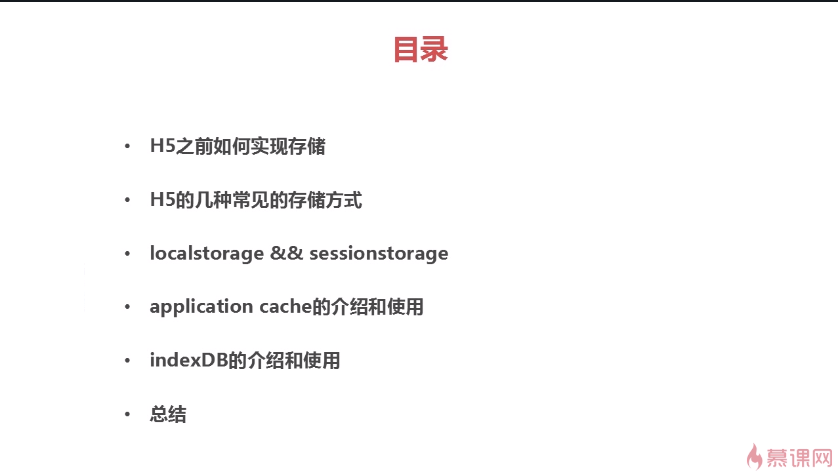 目录
• H5之前如何实现存储
• H5的几种常见的存储方式
• localstorage && sessionstorage
• application cache的介绍和使用
• indexDB的介绍和使用
• 总结
慕课网